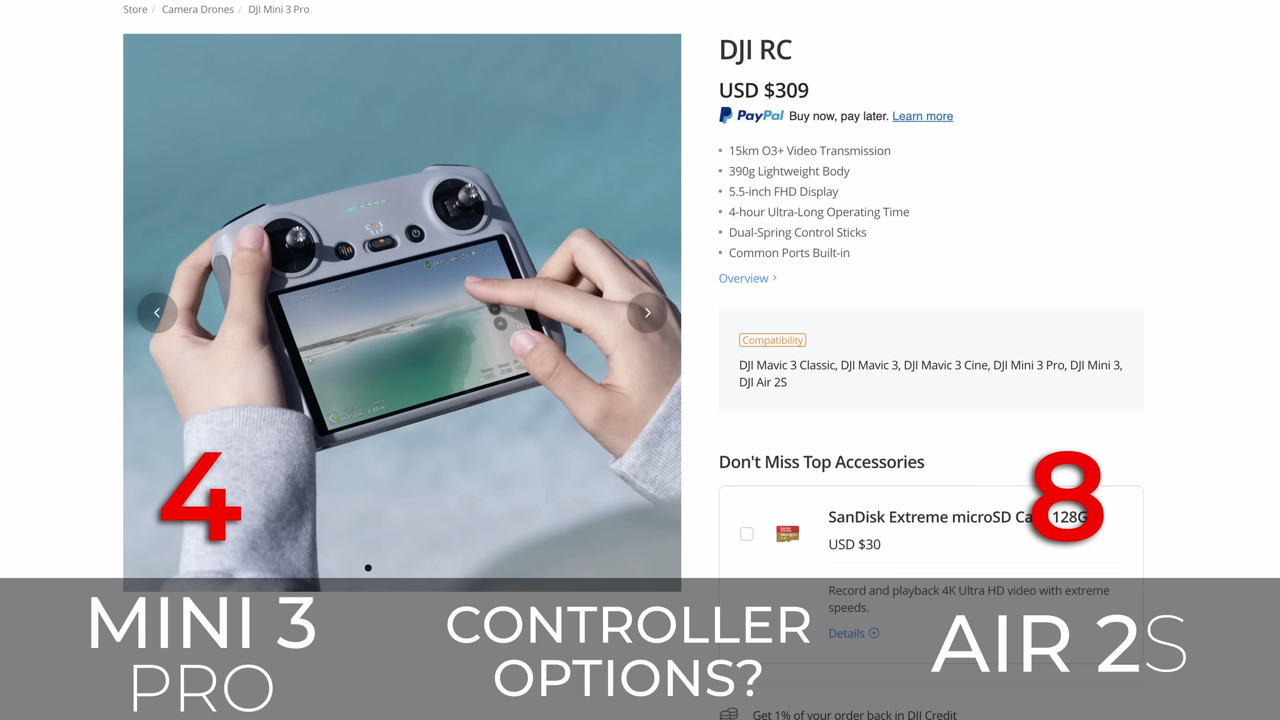 Store / Camera Drones / DJI Mini 3 Pro
DJI RC
USD $309
PayPal Buy now, pay later. Learn more
• 15km O3+ Video Transmission
• 390g Lightweight Body
• 5.5-inch FHD Display
• 4-hour Ultra-Long Operating Time
• Dual-Spring Control Sticks
• Common Ports Built-in
Overview >
Compatibility
DJI Mavic 3 Classic, DJI Mavic 3, DJI Mavic 3 Cine, DJI Mini 3 Pro, DJI Mini 3,
DJI Air 2S
Don't Miss Top Accessories
SanDisk Extreme microSD 128G
USD $30
Record and playback 4K Ultra HD video with extreme
speeds.
Details
Get 1% of your order back in DJI Credit
4
8
MINI 3
PRO
CONTROLLER
OPTIONS?
AIR 2S